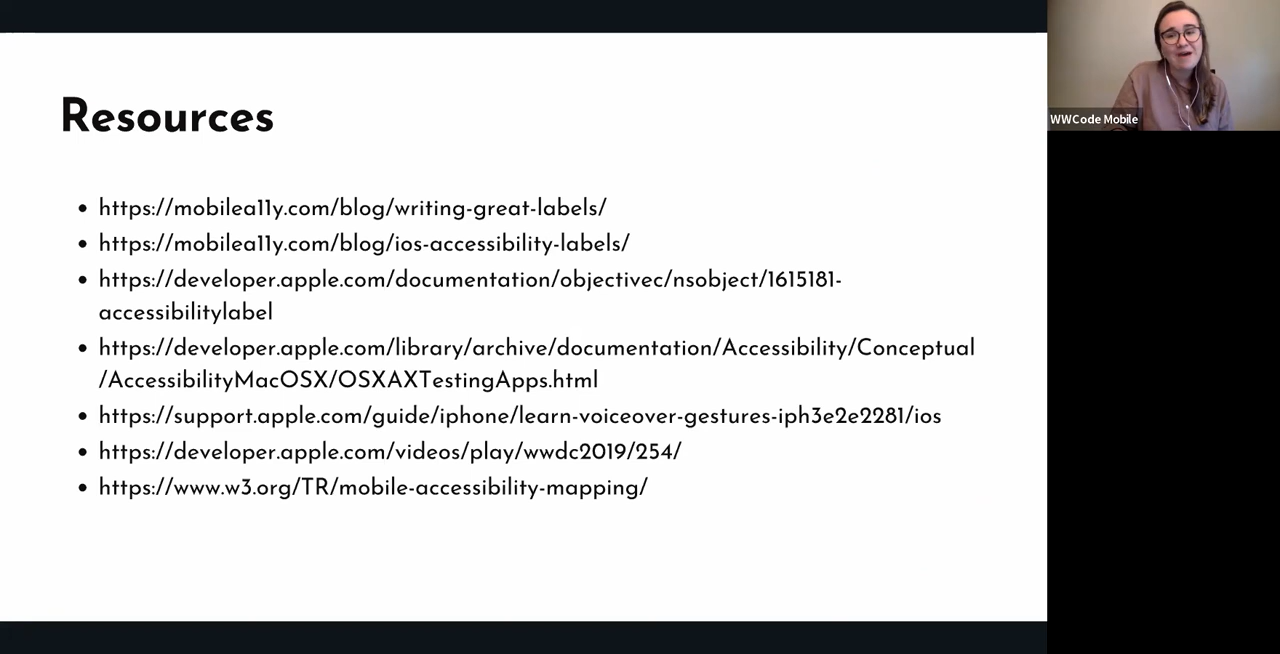 Resources
https://mobilea11y.com/blog/writing-great-labels/
https://mobilea11y.com/blog/ios-accessibility-labels/
https://developer.apple.com/documentation/objectivec/nsobject/1615181-
accessibilitylabel
https://developer.apple.com/library/archive/documentation/Accessibility/Conceptual
/AccessibilityMacOSX/OSXAXTestingApps.html
https://support.apple.com/guide/iphone/learn-voiceover-gestures-iph3e2e2281/ios
https://developer.apple.com/videos/play/wwdc2019/254/
https://www.w3.org/TR/mobile-accessibility-mapping/
WWCode Mobile